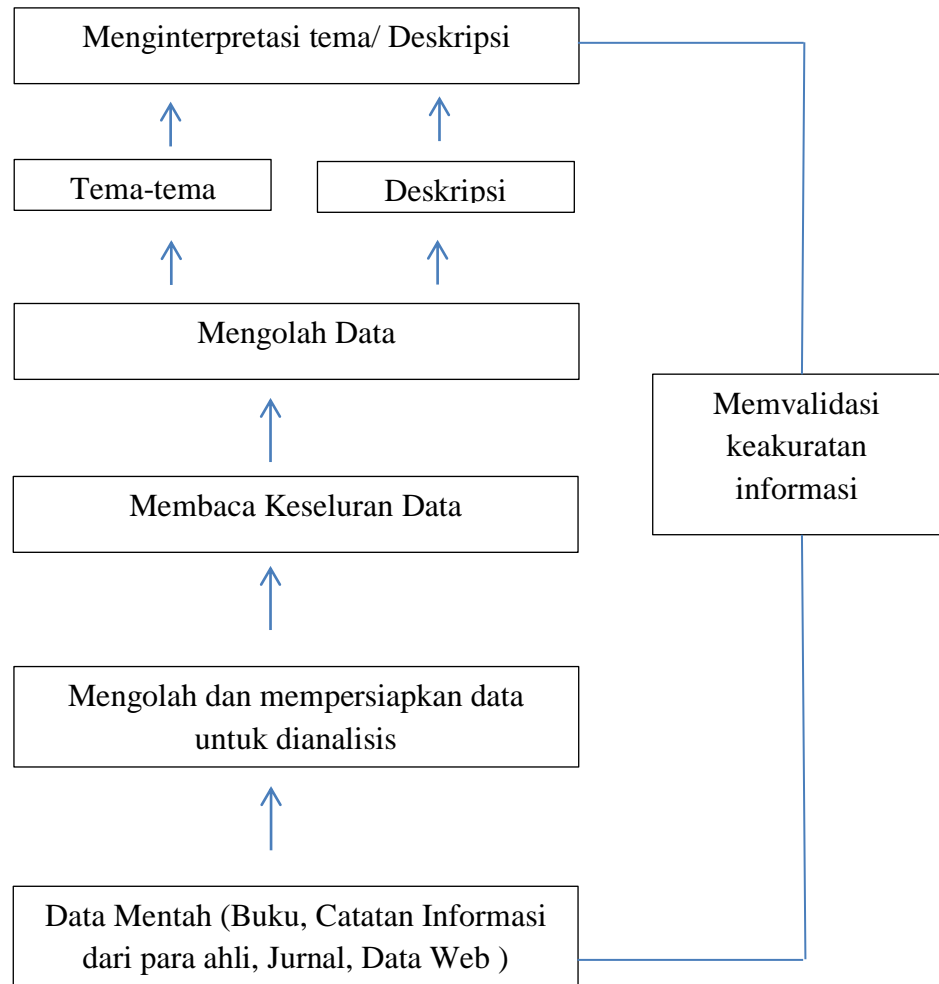 Menginterpretasi tema/ Deskripsi
Tema-tema
Deskripsi
Mengolah Data
Memvalidasi
keakuratan
informasi
Membaca Keseluran Data
Mengolah dan mempersiapkan data
untuk dianalisis
Data Mentah (Buku, Catatan Informasi
dari para ahli, Jurnal, Data Web )